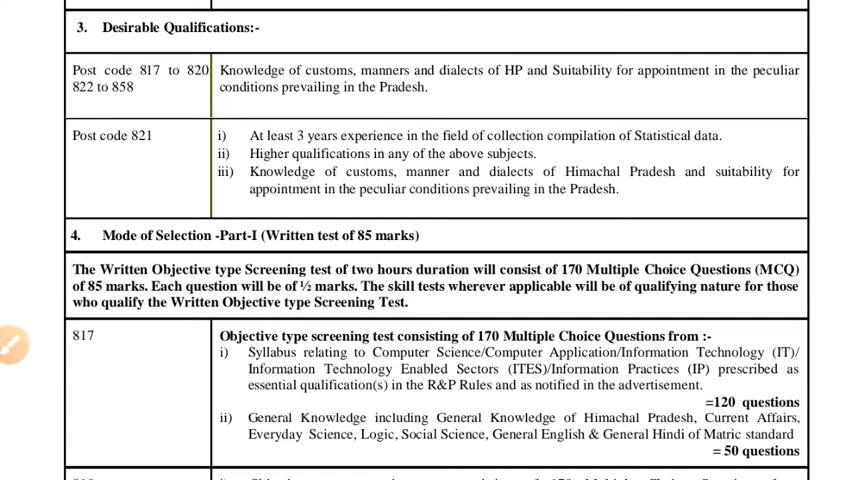 3. Desirable Qualifications:-
Post code 817 to 820
822 to 858
Knowledge of customs, manners and dialects of HP and Suitability for appointment in the peculiar
conditions prevailing in the Pradesh.
Post code 821
i) At least 3 years experience in the field of collection compilation of Statistical data.
ii) Higher qualifications in any of the above subjects.
iii) Knowledge of customs, manner and dialects of Himachal Pradesh and suitability for
appointment in the peculiar conditions prevailing in the Pradesh.
4. Mode of Selection -Part-I (Written test of 85 marks)
The Written Objective type Screening test of two hours duration will consist of 170 Multiple Choice Questions (MCQ)
of 85 marks. Each question will be of ½ marks. The skill tests wherever applicable will be of qualifying nature for those
who qualify the Written Objective type Screening Test.
817
Objective type screening test consisting of 170 Multiple Choice Questions from :-
i) Syllabus relating to Computer Science/Computer Application/Information Technology (IT)/
Information Technology Enabled Sectors (ITES)/Information Practices (IP) prescribed as
essential qualification(s) in the R&P Rules and as notified in the advertisement.
=120 questions
ii) General Knowledge including General Knowledge of Himachal Pradesh, Current Affairs,
Everyday Science, Logic, Social Science, General English & General Hindi of Matric standard
= 50 questions